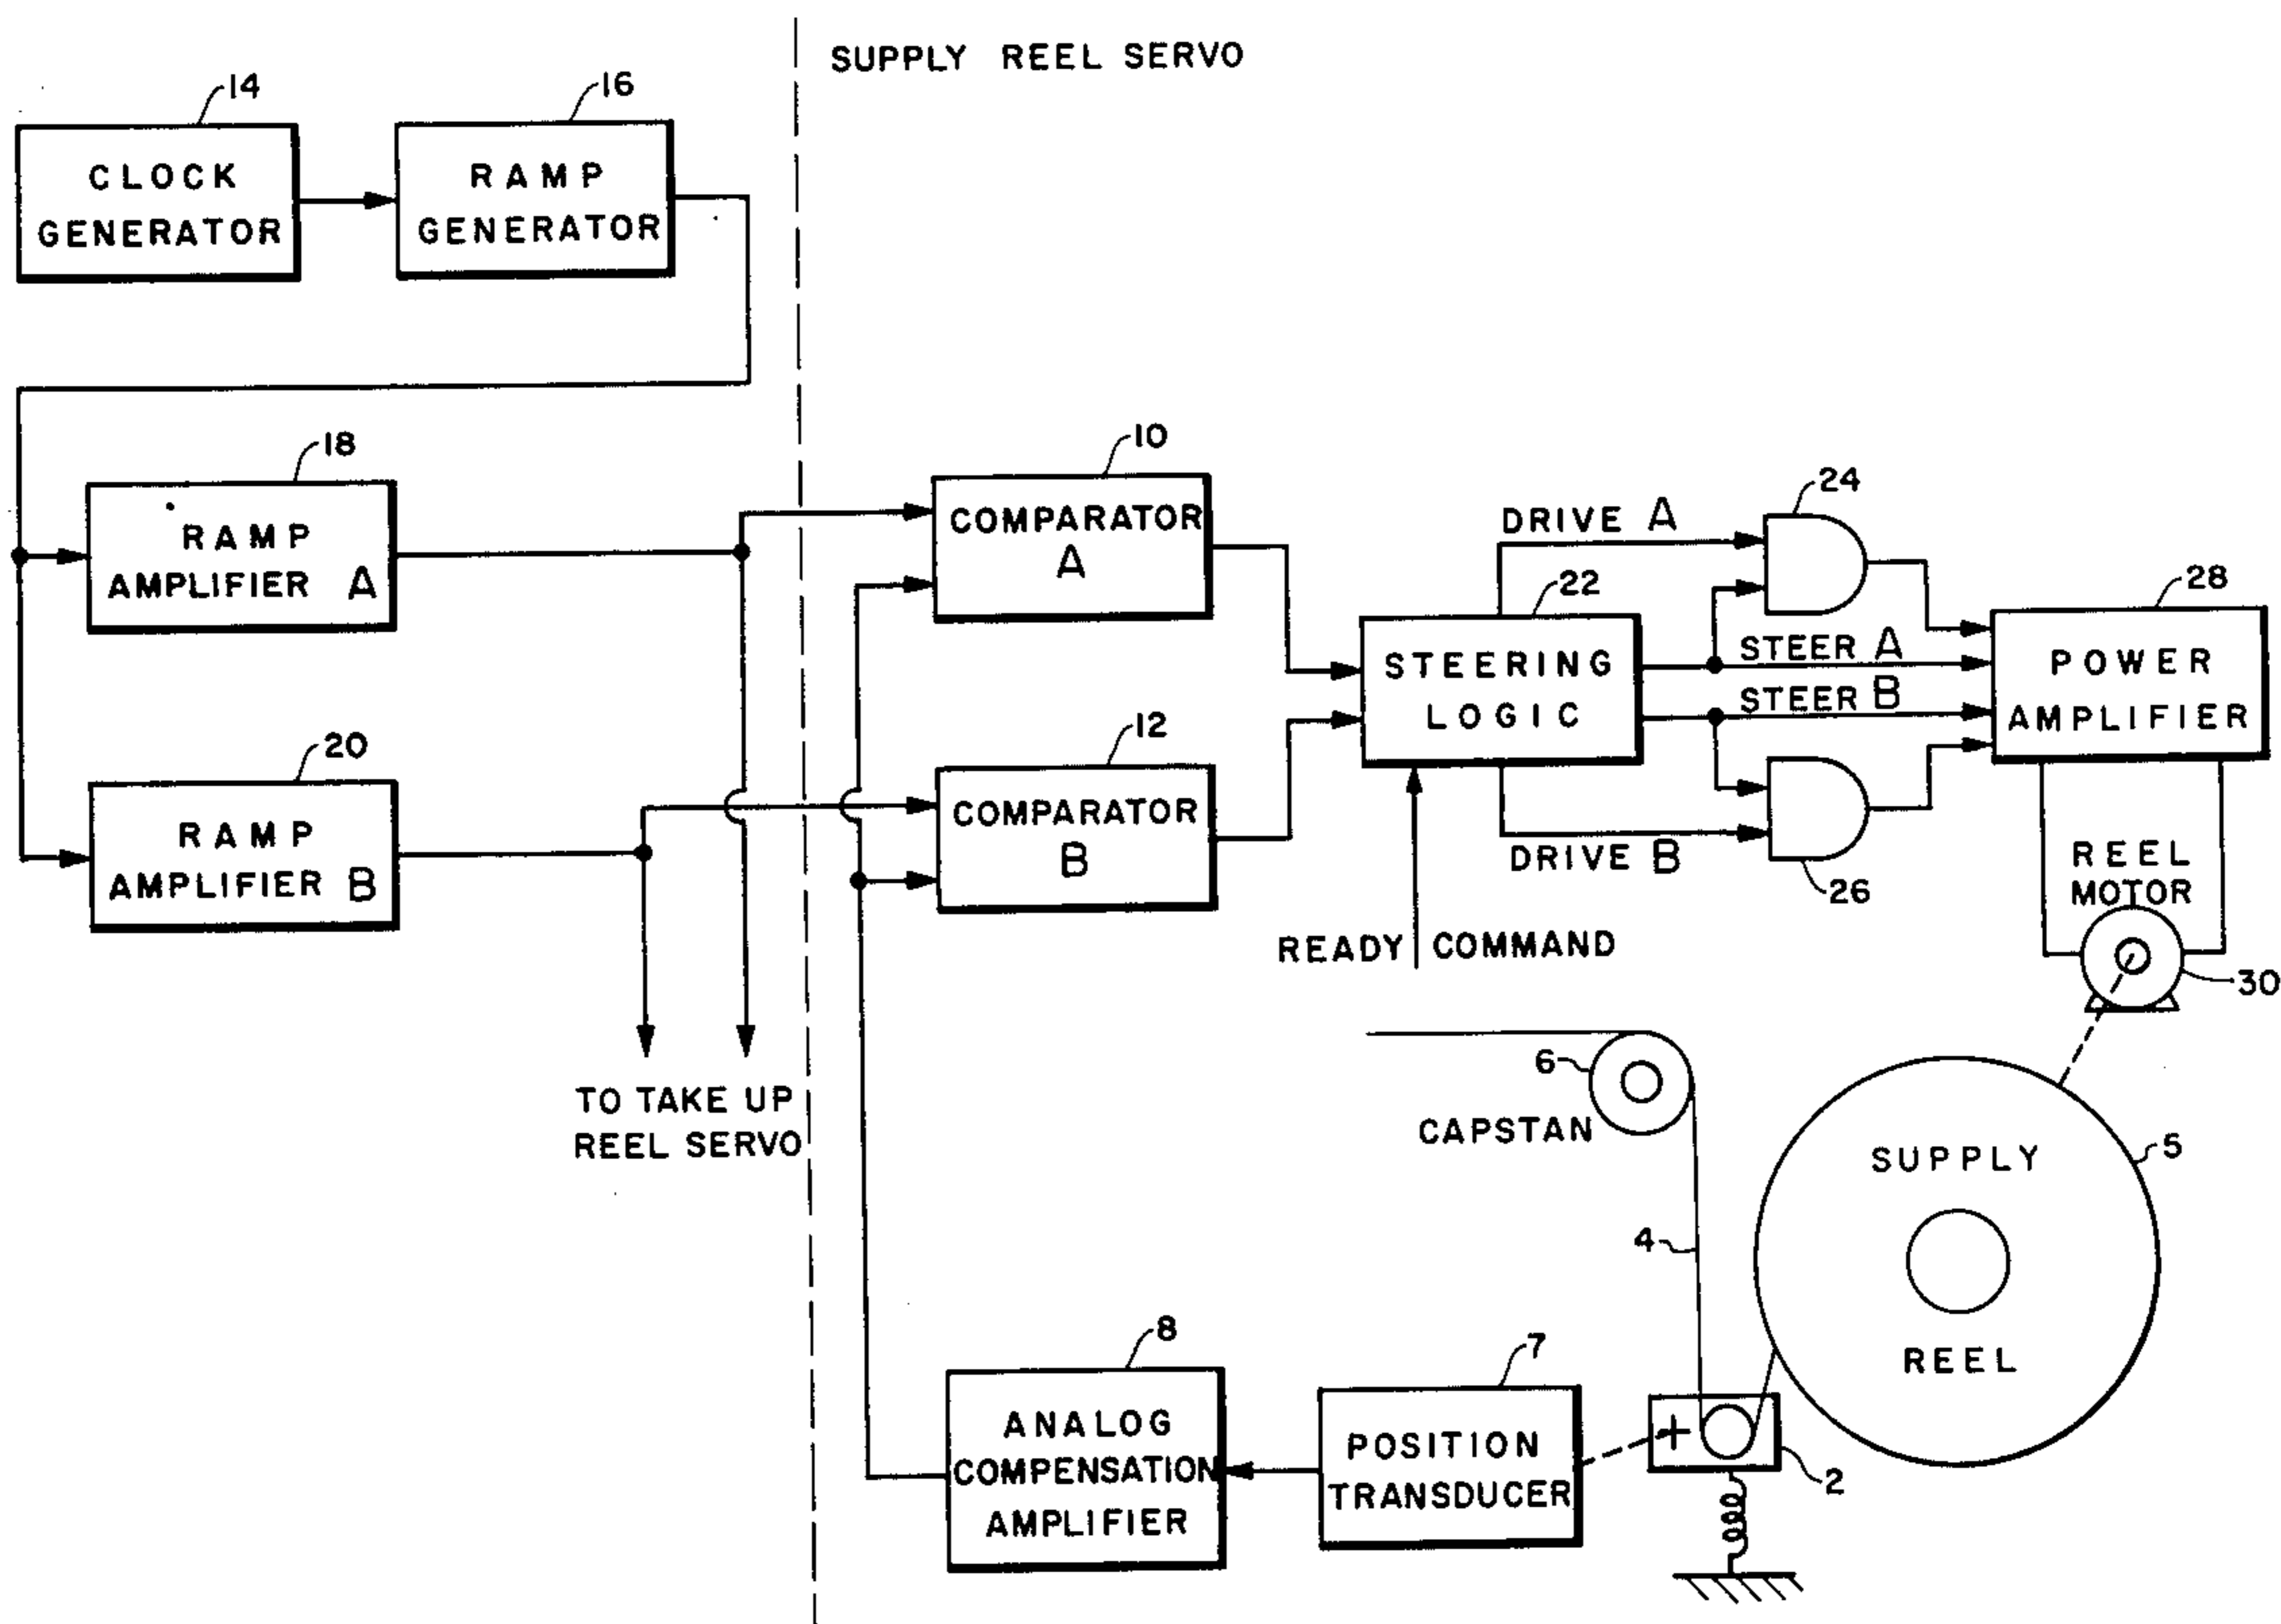 SUPPLY REEL SERVO
14
CLOCK
GENERATOR
16
RAMP
GENERATOR
18
RAMP
AMPLIFIER A
20
RAMP
AMPLIFIER B
TO TAKE UP
REEL SERVO
10
COMPARATOR
A
12
COMPARATOR
B
22
STEERING
LOGIC
READY COMMAND
DRIVE A
24
STEER A
STEER B
DRIVE B
26
28
POWER
AMPLIFIER
REEL
MOTOR
30
6
CAPSTAN
4
SUPPLY
REEL
5
8
ANALOG
COMPENSATION
AMPLIFIER
7
POSITION
TRANSDUCER
2